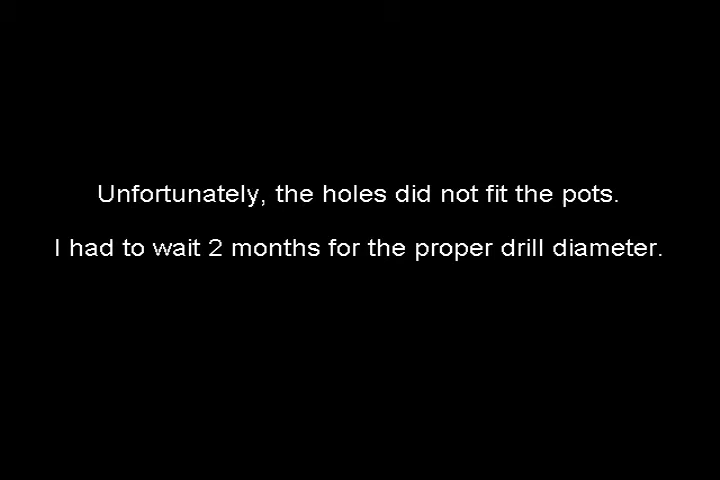 Unfortunately, the holes did not fit the pots.
I had to wait 2 months for the proper drill diameter.